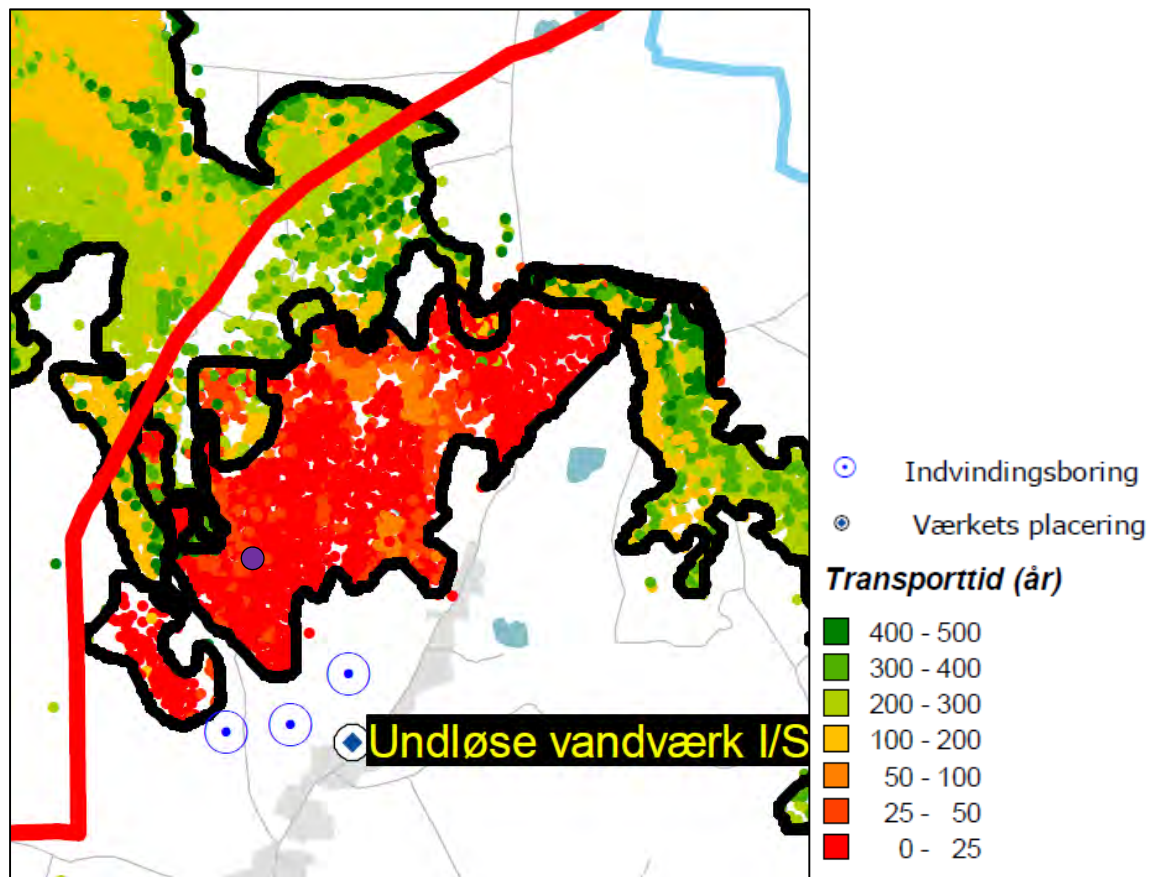 Undløse vandværk I/S
Indvindingsboring
Værkets placering
Transporttid (år)
400 - 500
300 - 400
200 - 300
100 - 200
50 - 100
25 - 50
0 - 25